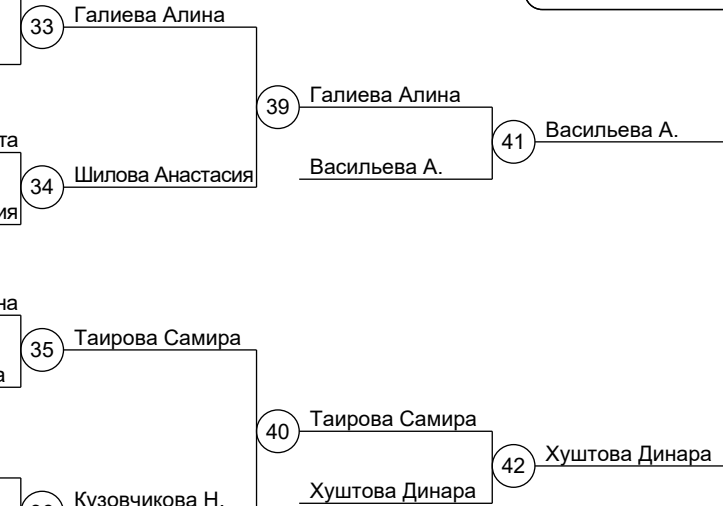 33
Галиева Алина
39
Галиева Алина
41
Васильева А.
34
Шилова Анастасия
Васильева А.
35
Таирова Самира
40
Таирова Самира
42
Хуштова Динара
Кузовчикова Н.
Хуштова Динара